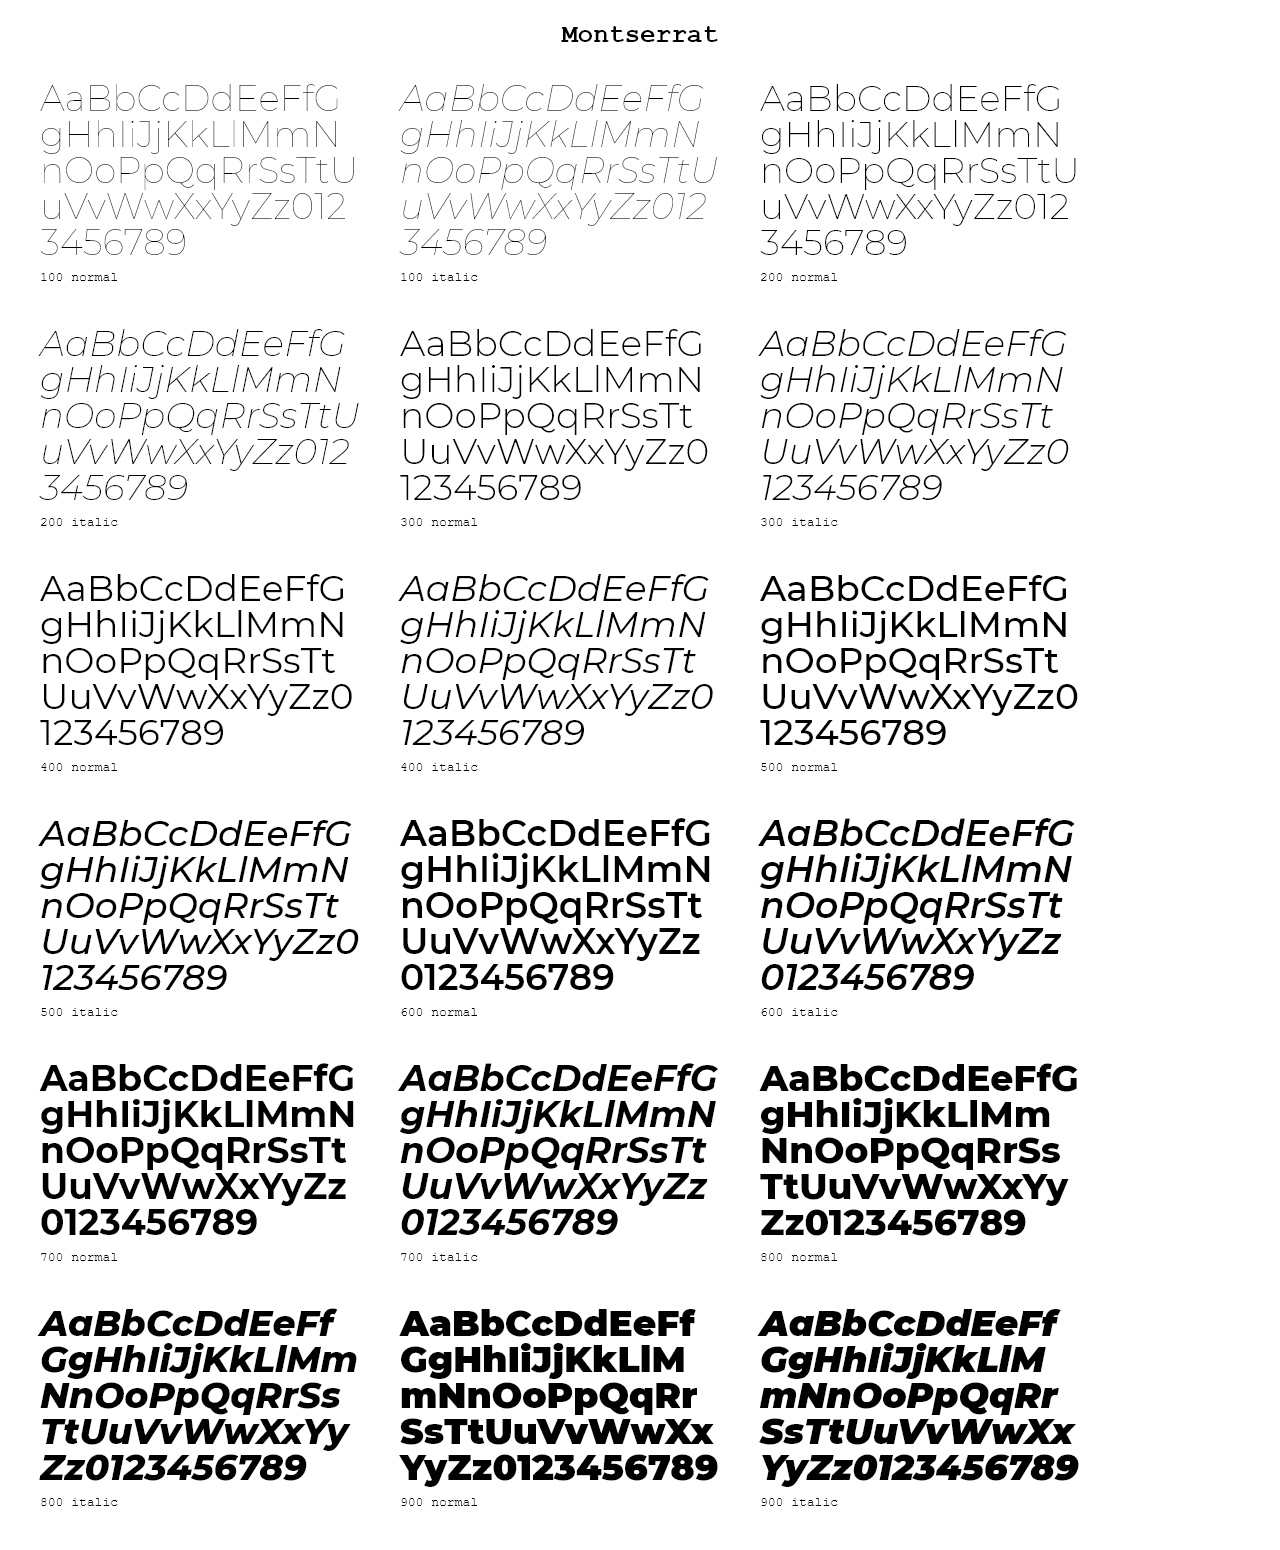 Montserrat
AaBbCcDdEeFfG
gHhIiJjKkLlMmN
nOoPpQqRrSsTtU
uVvWwXxYyZz012
3456789
100 normal
AaBbCcDdEeFfG
gHhIiJjKkLlMmN
nOoPpQqRrSsTtU
uVvWwXxYyZz012
3456789
100 italic
AaBbCcDdEeFfG
gHhIiJjKkLlMmN
nOoPpQqRrSsTtU
uVvWwXxYyZz012
3456789
200 normal
AaBbCcDdEeFfG
gHhIiJjKkLlMmN
nOoPpQqRrSsTtU
uVvWwXxYyZz012
3456789
200 italic
AaBbCcDdEeFfG
gHhIiJjKkLlMmN
nOoPpQqRrSsTt
UuVvWwXxYyZz0
123456789
300 normal
AaBbCcDdEeFfG
gHhIiJjKkLlMmN
nOoPpQqRrSsTt
UuVvWwXxYyZz0
123456789
300 italic
AaBbCcDdEeFfG
gHhIiJjKkLlMmN
nOoPpQqRrSsTt
UuVvWwXxYyZz0
123456789
400 normal
AaBbCcDdEeFfG
gHhIiJjKkLlMmN
nOoPpQqRrSsTt
UuVvWwXxYyZz0
123456789
400 italic
AaBbCcDdEeFfG
gHhIiJjKkLlMmN
nOoPpQqRrSsTt
UuVvWwXxYyZz0
123456789
500 normal
AaBbCcDdEeFfG
gHhIiJjKkLlMmN
nOoPpQqRrSsTt
UuVvWwXxYyZz0
123456789
500 italic
AaBbCcDdEeFfG
gHhIiJjKkLlMmN
nOoPpQqRrSsTt
UuVvWwXxYyZz
0123456789
600 normal
AaBbCcDdEeFfG
gHhIiJjKkLlMmN
nOoPpQqRrSsTt
UuVvWwXxYyZz
0123456789
600 italic
AaBbCcDdEeFfG
gHhIiJjKkLlMmN
nOoPpQqRrSsTt
UuVvWwXxYyZz
0123456789
700 normal
AaBbCcDdEeFfG
gHhIiJjKkLlMmN
nOoPpQqRrSsTt
UuVvWwXxYyZz
0123456789
700 italic
AaBbCcDdEeFfG
gHhIiJjKkLlMm
NnOoPpQqRrSs
TtUuVvWwXxYy
Zz0123456789
800 normal
AaBbCcDdEeFf
GgHhIiJjKkLlMm
NnOoPpQqRrSs
TtUuVvWwXxYy
Zz0123456789
800 italic
AaBbCcDdEeFf
GgHhIiJjKkLlM
mNnOoPpQqRr
SsTtUuVvWwXx
YyZz0123456789
900 normal
AaBbCcDdEeFf
GgHhIiJjKkLlM
mNnOoPpQqRr
SsTtUuVvWwXx
YyZz0123456789
900 italic